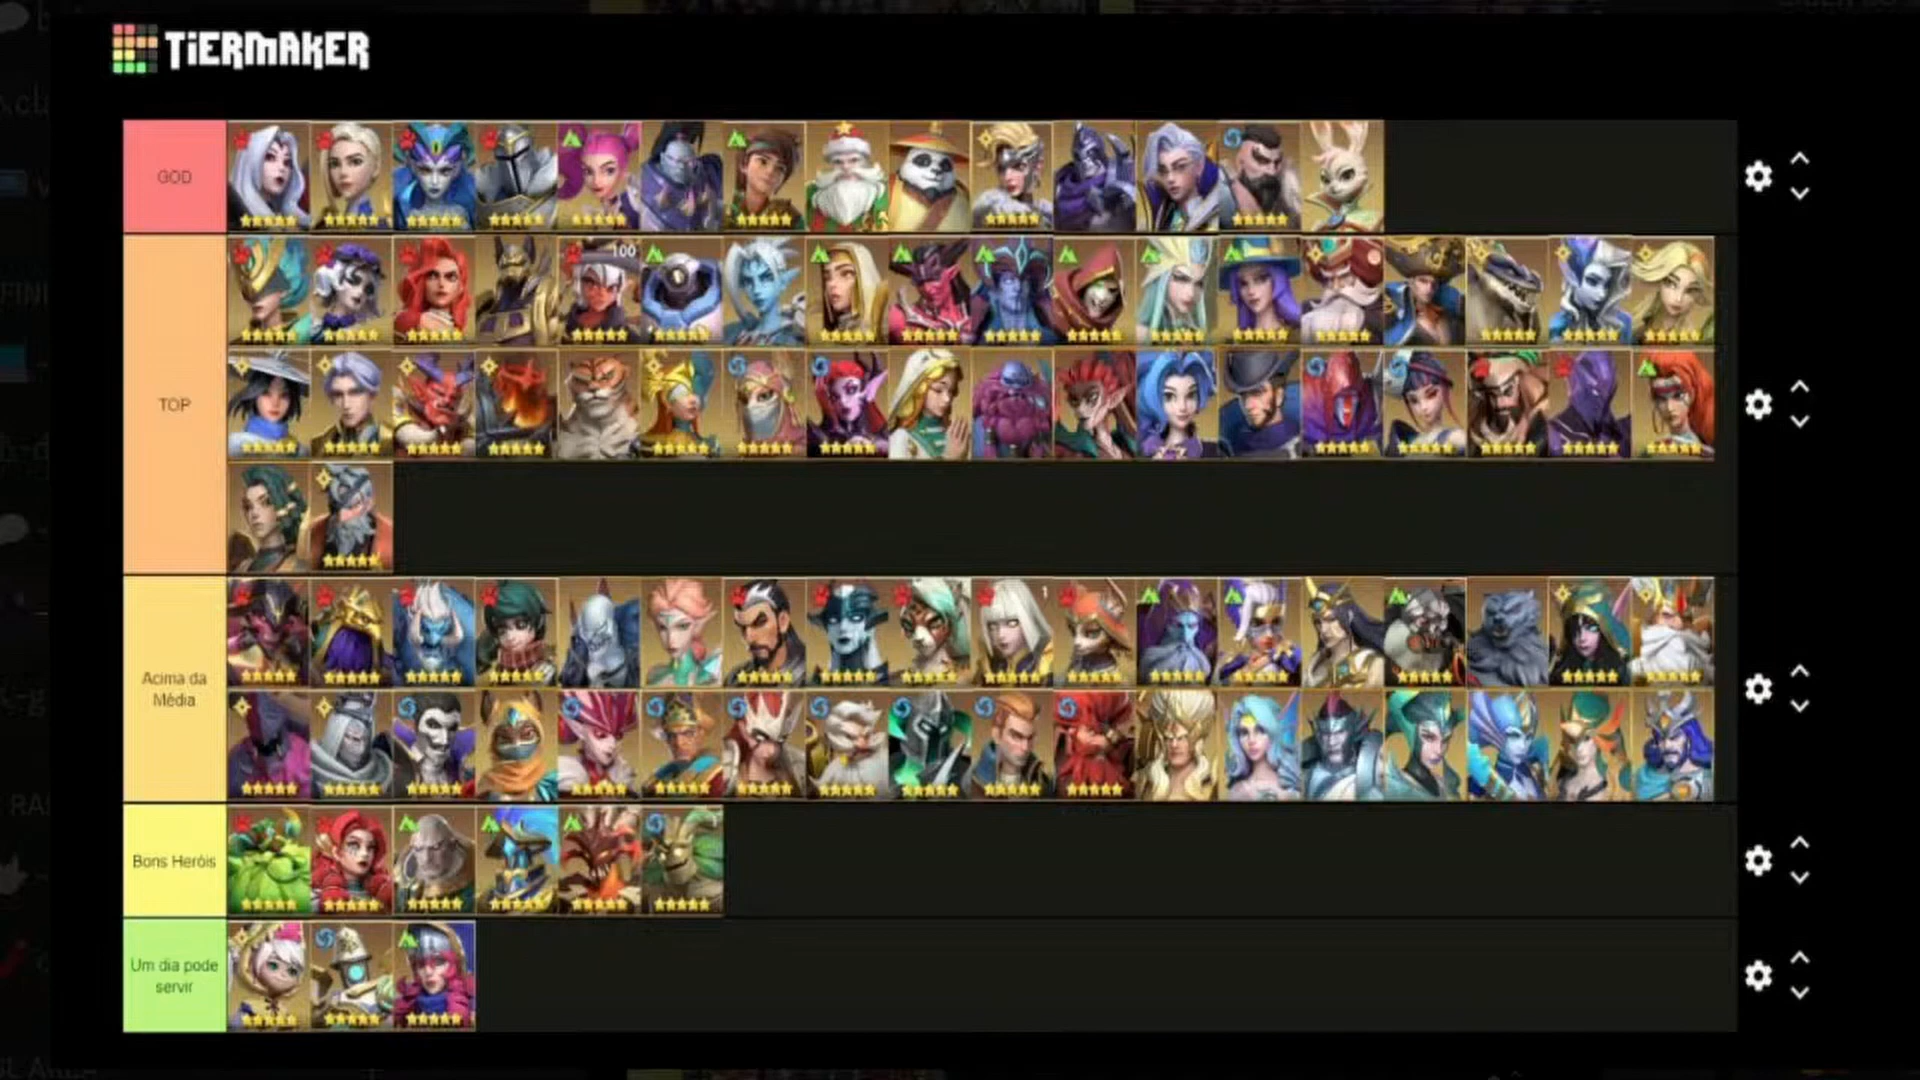 TiERMAKER
GOD
100
TOP
1
Acima da
Média
Bons Heróis
Um dia pode
servir